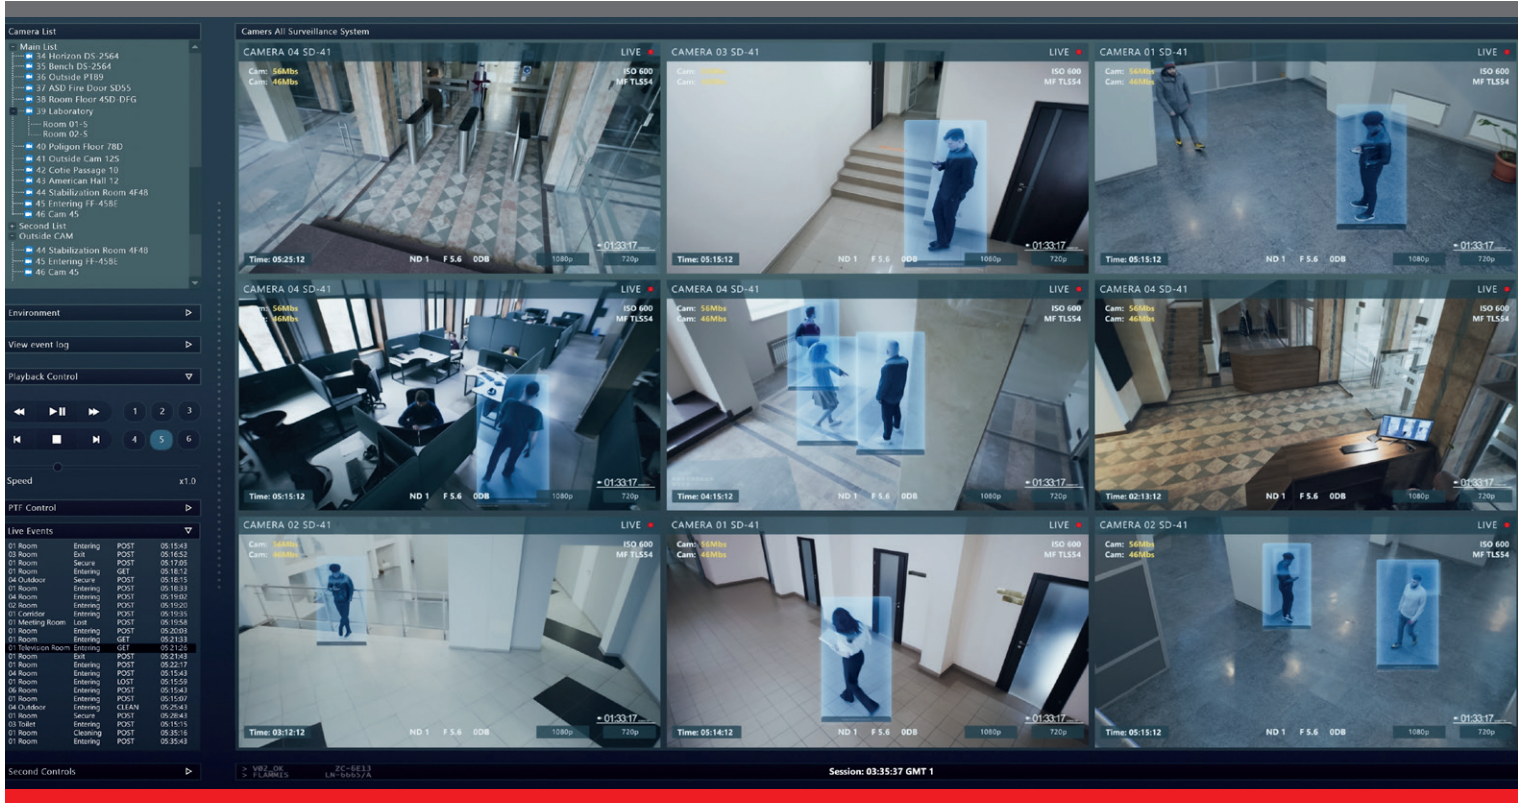 Camera List
Main List
34 Horizon DS-2564
35 Bench DS-2564
36 Outside PT89
37 ASD Fire Door SD55
38 Room Floor 4SD-DFG
39 Laboratory
Room 01-S
Room 02-S
40 Poligon Floor 78D
41 Outside Cam 12S
42 Cotie Passage 10
43 American Hall 12
44 Stabilization Room 4F48
45 Entering FF-458E
46 Cam 45
Second List
Outside CAM
44 Stabilization Room 4F48
45 Entering FF-458E
46 Cam 45
Environment
View event log
Playback Control
1 2 3
4 5 6
Speed x1.0
PTF Control
Live Events
01 Room Entering POST 05:15:43
03 Room Exit POST 05:16:52
01 Room Secure POST 05:17:05
01 Room Entering GET 05:18:12
04 Outdoor Secure POST 05:18:15
01 Room Entering POST 05:18:33
04 Room Entering POST 05:19:02
02 Room Entering POST 05:19:20
01 Corridor Entering POST 05:19:35
01 Meeting Room Lost POST 05:19:58
01 Room Entering POST 05:20:03
01 Room Entering GET 05:21:33
01 Television Room Entering GET 05:21:26
01 Room Exit POST 05:21:43
01 Room Entering POST 05:22:17
04 Room Entering POST 05:15:43
01 Room Entering LOST 05:15:59
06 Room Entering POST 05:15:43
01 Room Entering POST 05:15:07
04 Outdoor Entering CLEAN 05:25:43
01 Room Secure POST 05:28:43
03 Toilet Entering POST 05:15:15
01 Room Cleaning POST 05:35:16
01 Room Entering POST 05:35:43
Second Controls
Camers All Surveillance System
CAMERA 04 SD-41 LIVE
Cam: 56Mbs ISO 600
Cam: 46Mbs MF TLS54
01:33:17
Time: 05:25:12 ND 1 F 5.6 0DB 1080p 720p
CAMERA 03 SD-41 LIVE
Cam: ISO 600
Cam: MF TLS54
01:33:17
Time: 05:15:12 ND 1 F 5.6 0DB 1080p 720p
CAMERA 01 SD-41 LIVE
Cam: 56Mbs ISO 600
Cam: 46Mbs MF TLS54
01:33:17
Time: 05:15:12 ND 1 F 5.6 0DB 1080p 720p
CAMERA 04 SD-41 LIVE
56Mbs ISO 600
46Mbs MF TLS54
01:33:17
Time: 05:15:12 ND 1 F 5.6 0DB 1080p 720p
CAMERA 04 SD-41 LIVE
Cam: 56Mbs ISO 600
Cam: 46Mbs MF TLS54
01:33:17
Time: 04:15:12 ND 1 F 5.6 0DB 1080p 720p
CAMERA 04 SD-41 LIVE
Cam: 56Mbs ISO 600
Cam: 46Mbs MF TLS54
01:33:17
Time: 02:13:12 ND 1 F 5.6 0DB 1080p 720p
CAMERA 02 SD-41 LIVE
Cam: 56Mbs ISO 600
Cam: 46Mbs MF TLS54
01:33:17
Time: 03:12:12 ND 1 F 5.6 0DB 1080p 720p
CAMERA 01 SD-41 LIVE
Cam: 56Mbs ISO 600
Cam: 46Mbs MF TLS54
01:33:17
Time: 05:14:12 ND 1 F 5.6 0DB 1080p 720p
CAMERA 02 SD-41 LIVE
Cam: 56Mbs ISO 600
Cam: 46Mbs MF TLS54
01:33:17
Time: 05:15:12 ND 1 F 5.6 0DB 1080p 720p
> V02_OK ZC-6E13
> FLAMMIS LN-6665/A
Session: 03:35:37 GMT 1